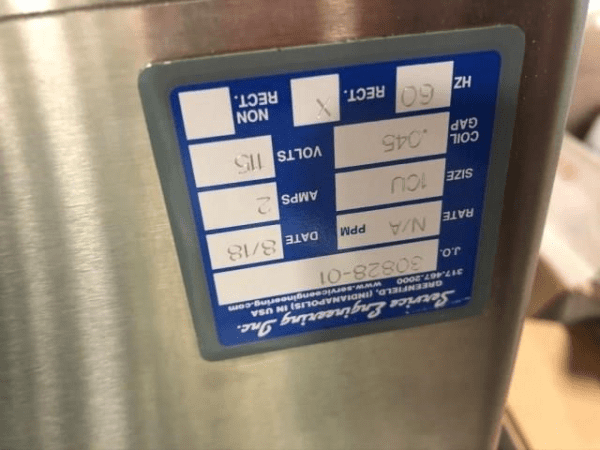 Service Engineering Inc.
GREENFIELD, (INDIANAPOLIS) IN USA
317.467.2000 www.serviceengineering.com
J.O. 30828-01
RATE N/A PPM DATE 8/18
SIZE 1CU AMPS 2
COIL GAP .045 VOLTS 115
HZ 60 RECT. X NON RECT.